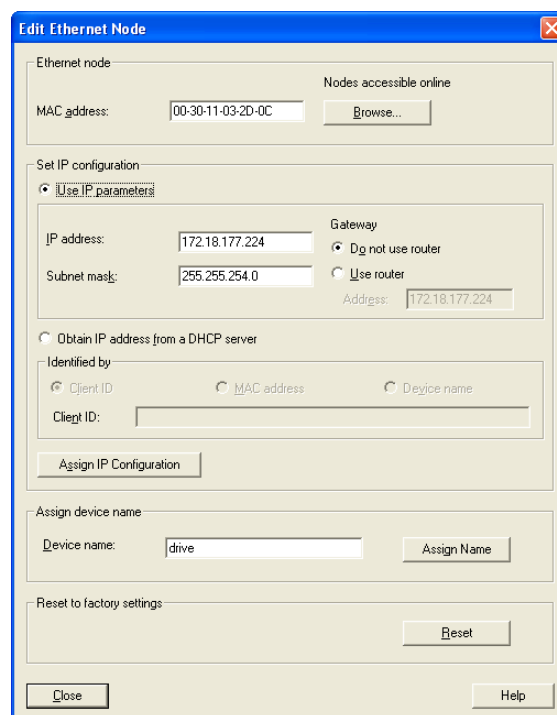 Edit Ethernet Node
Ethernet node
Nodes accessible online
MAC address: 00-30-11-03-2D-0C Browse...
Set IP configuration
Use IP parameters
Gateway
IP address: 172.18.177.224 Do not use router
Subnet mask: 255.255.254.0 Use router
Address: 172.18.177.224
Obtain IP address from a DHCP server
Identified by
Client ID MAC address Device name
Client ID:
Assign IP Configuration
Assign device name
Device name: drive Assign Name
Reset to factory settings
Reset
Close Help